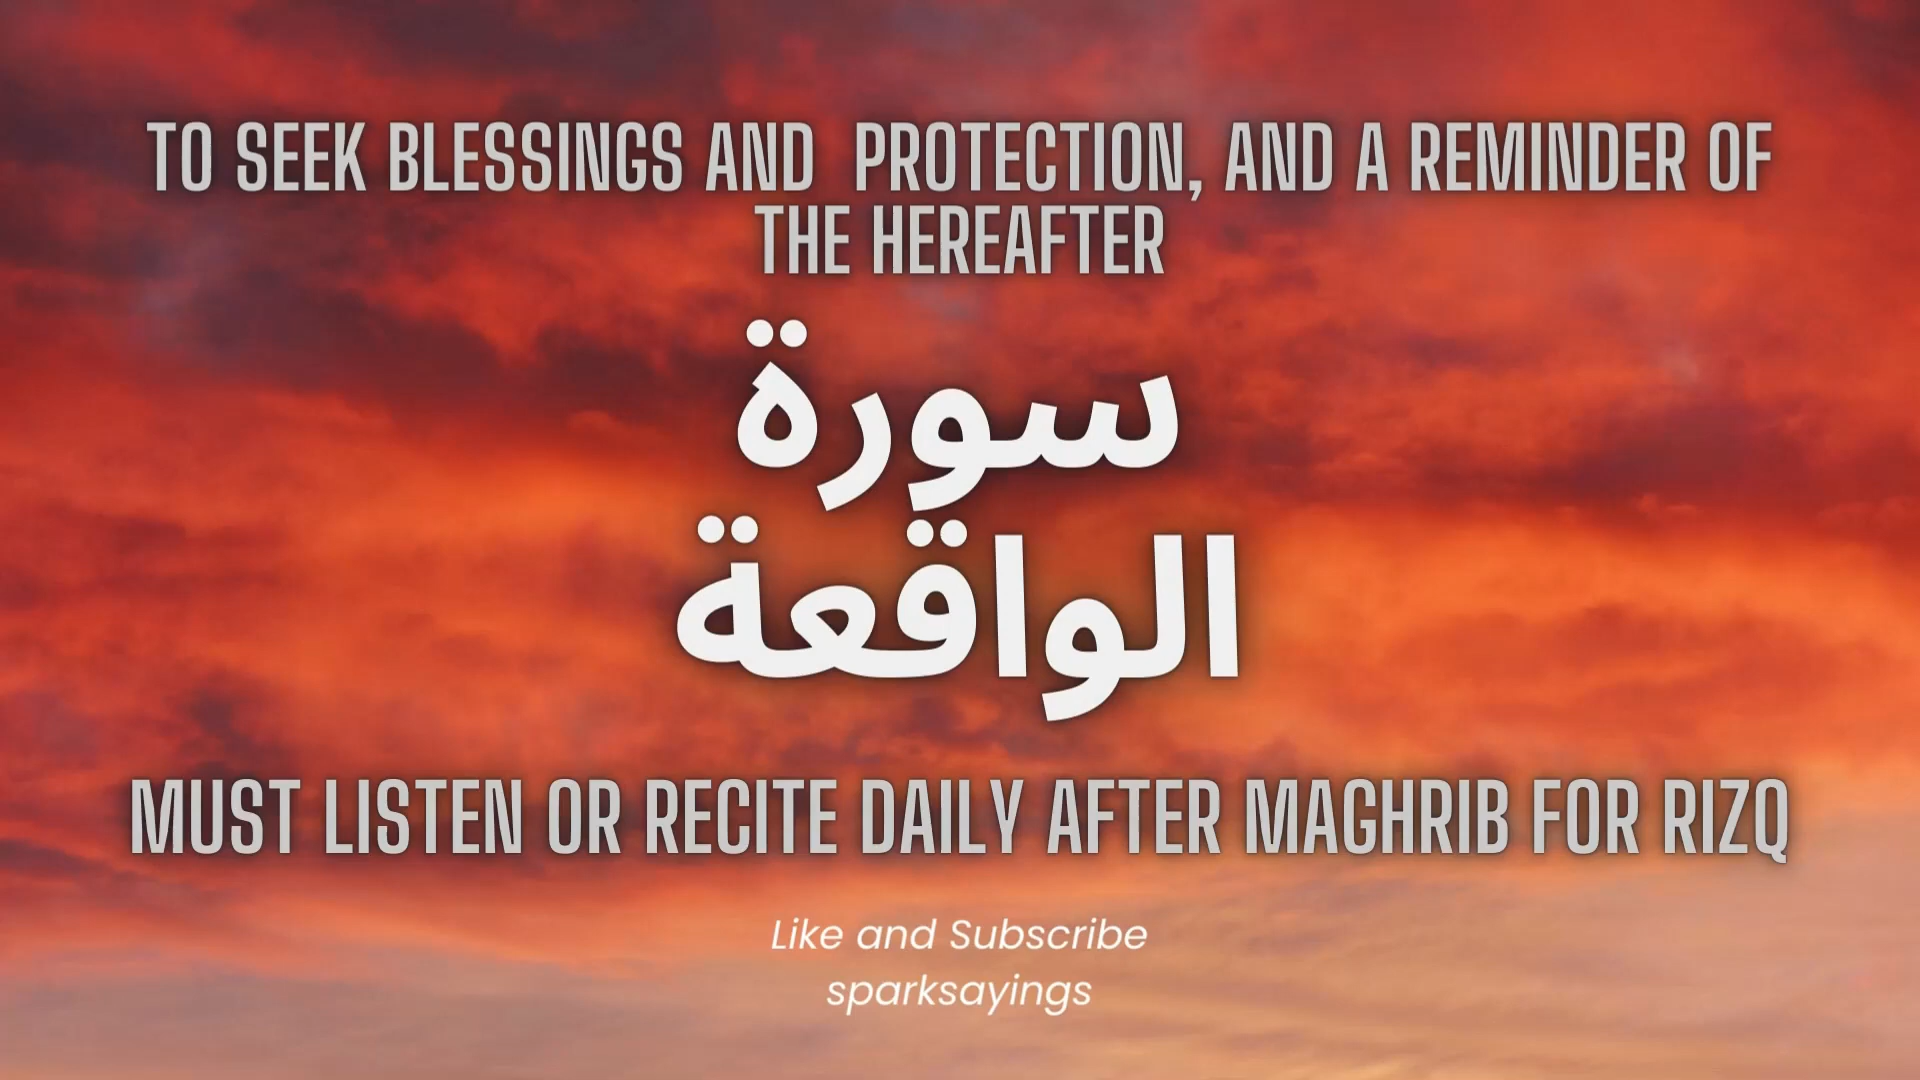 TO SEEK BLESSINGS AND  PROTECTION, AND A REMINDER OF
THE HEREAFTER
سورة
الواقعة
MUST LISTEN OR RECITE DAILY AFTER MAGHRIB FOR RIZQ
Like and Subscribe
sparksayings